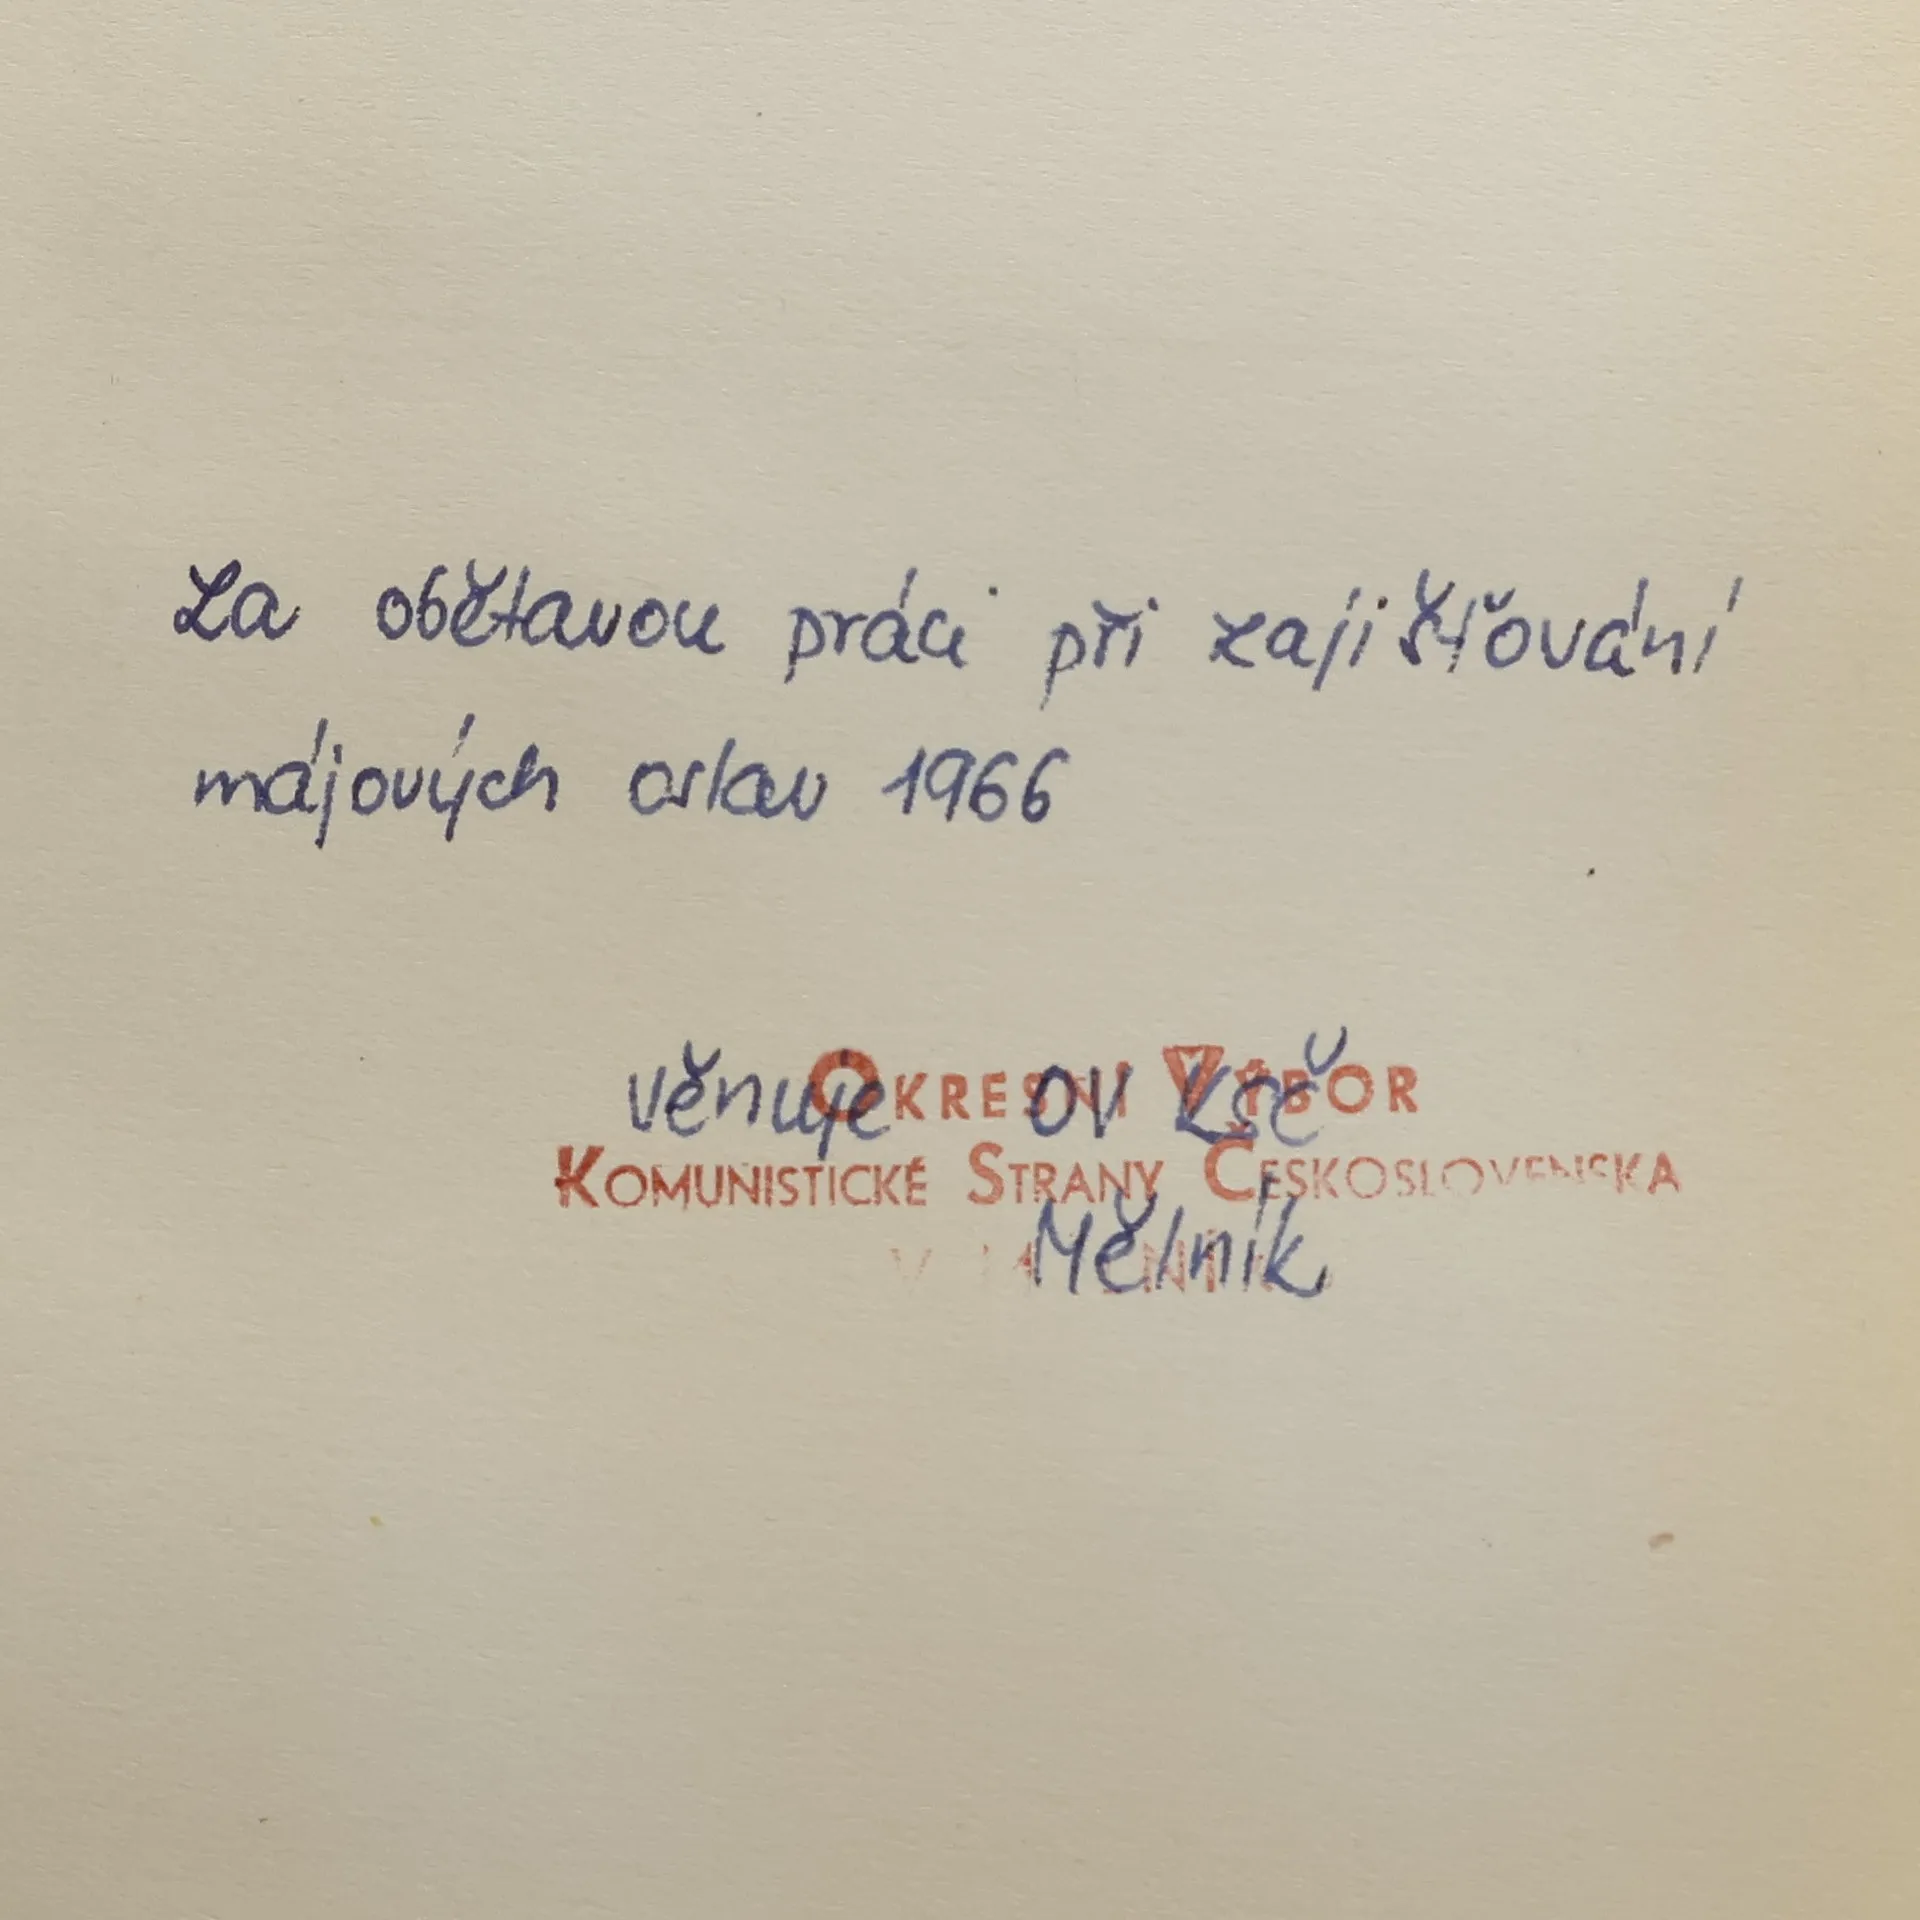 Za obětavou práci při zajišťování
májových oslav 1966
věnuje OV KSČ
OKRESNÍ VÝBOR
KOMUNISTICKÉ STRANY ČESKOSLOVENSKA
Mělník